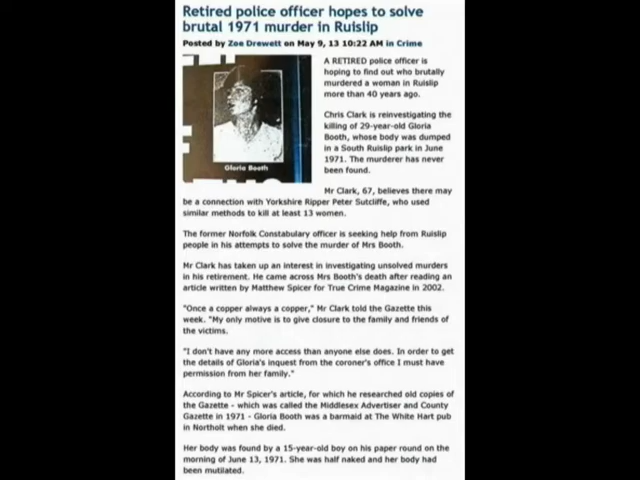 Retired police officer hopes to solve
brutal 1971 murder in Ruislip
Posted by Zoe Drewett on May 9, 13 10:22 AM in Crime
A RETIRED police officer is
hoping to find out who brutally
murdered a woman in Ruislip
more than 40 years ago.
Chris Clark is reinvestigating the
killing of 29-year-old Gloria
Booth, whose body was dumped
in a South Ruislip park in June
1971. The murderer has never
been found.
Gloria Booth
Mr Clark, 67, believes there may
be a connection with Yorkshire Ripper Peter Sutcliffe, who used
similar methods to kill at least 13 women.
The former Norfolk Constabulary officer is seeking help from Ruislip
people in his attempts to solve the murder of Mrs Booth.
Mr Clark has taken up an interest in investigating unsolved murders
in his retirement. He came across Mrs Booth's death after reading an
article written by Matthew Spicer for True Crime Magazine in 2002.
"Once a copper always a copper," Mr Clark told the Gazette this
week. "My only motive is to give closure to the family and friends of
the victims.
"I don't have any more access than anyone else does. In order to get
the details of Gloria's inquest from the coroner's office I must have
permission from her family."
According to Mr Spicer's article, for which he researched old copies of
the Gazette - which was called the Middlesex Advertiser and County
Gazette in 1971 - Gloria Booth was a barmaid at The White Hart pub
in Northolt when she died.
Her body was found by a 15-year-old boy on his paper round on the
morning of June 13, 1971. She was half naked and her body had
been mutilated.